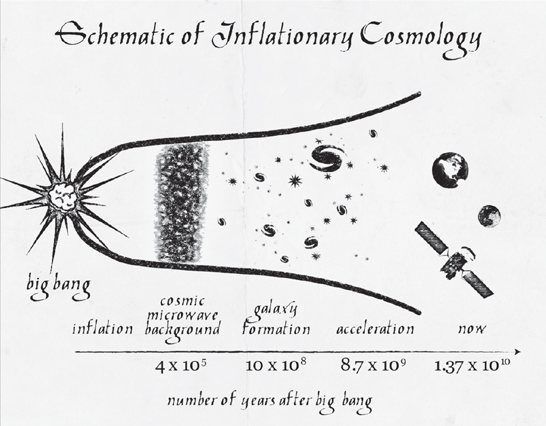 Schematic of Inflationary Cosmology
big bang
inflation
cosmic
microwave
background
galaxy
formation
acceleration
now
4 x 10⁵
10 x 10⁸
8.7 x 10⁹
1.37 x 10¹⁰
number of years after big bang